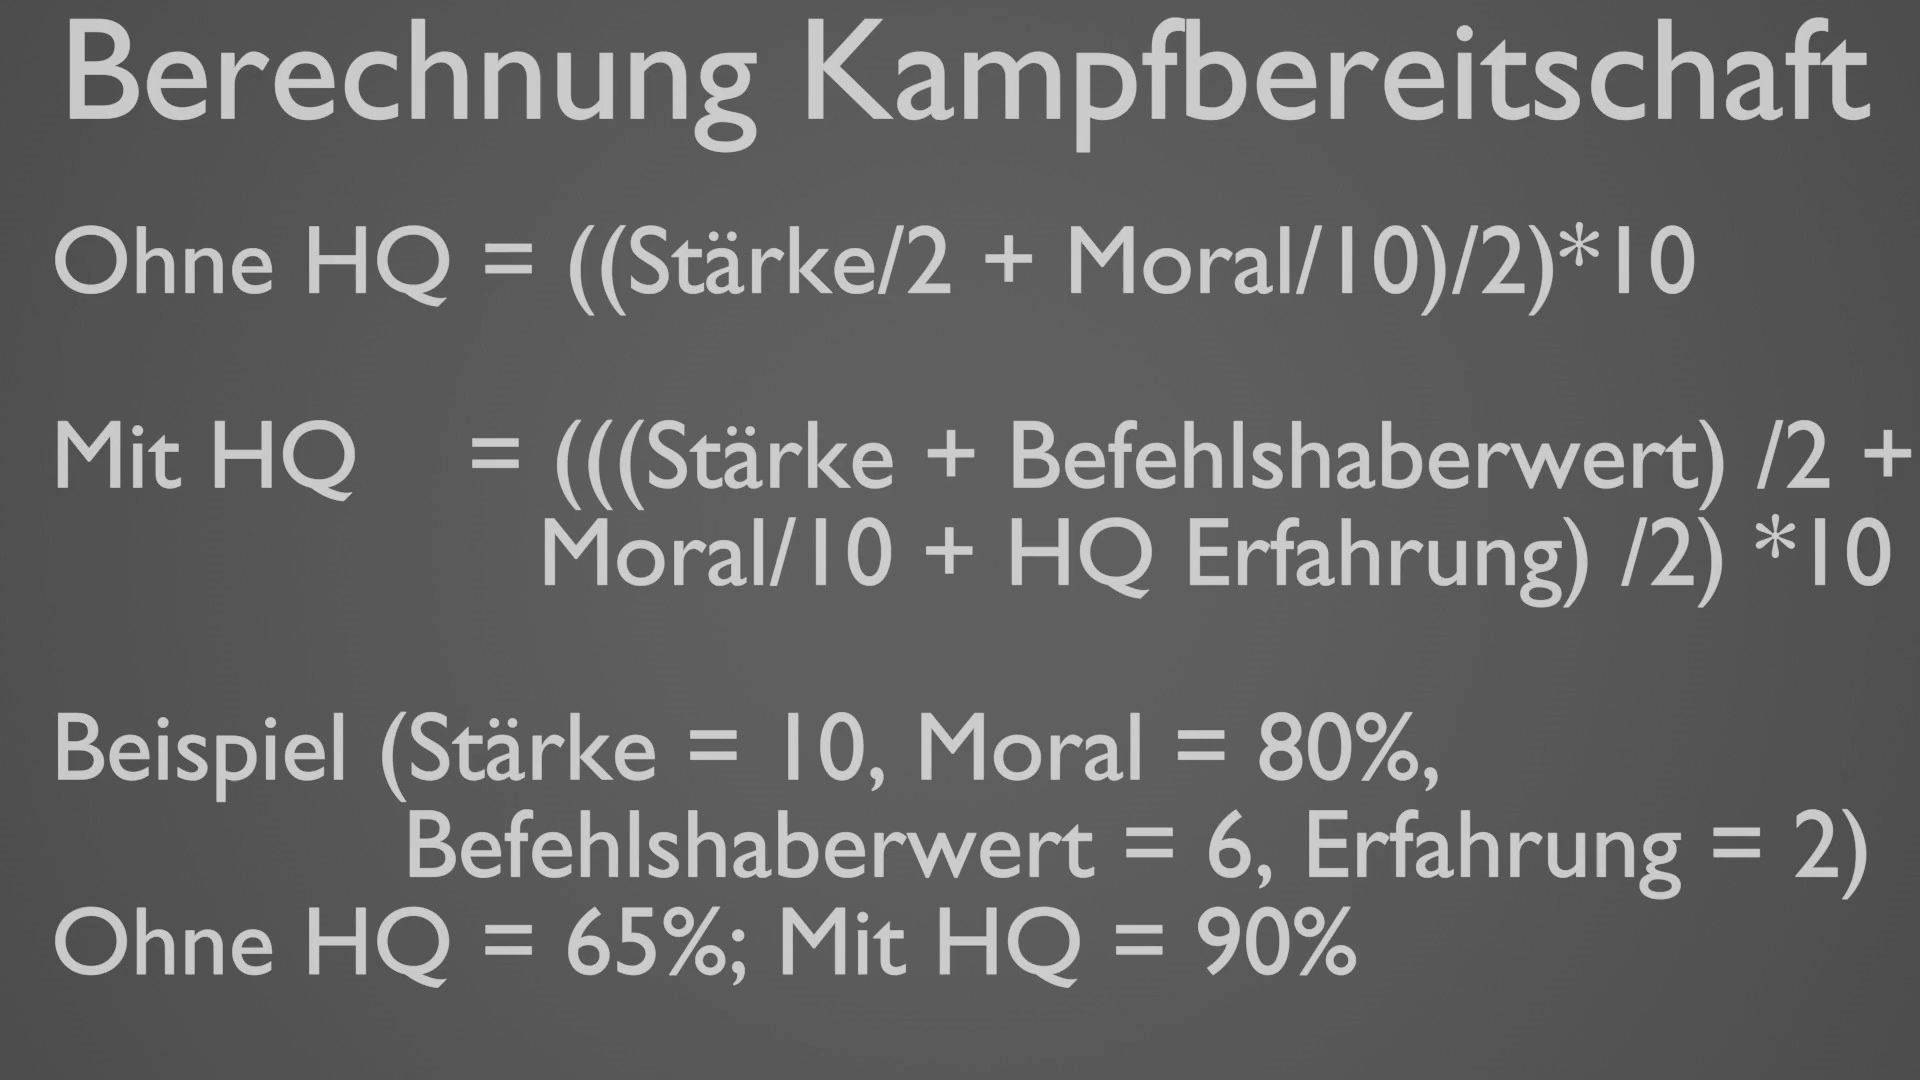 Berechnung Kampfbereitschaft
Ohne HQ = ((Stärke/2 + Moral/10)/2)*10
Mit HQ = (((Stärke + Befehlshaberwert) /2 +
Moral/10 + HQ Erfahrung) /2) *10
Beispiel (Stärke = 10, Moral = 80%,
Befehlshaberwert = 6, Erfahrung = 2)
Ohne HQ = 65%; Mit HQ = 90%